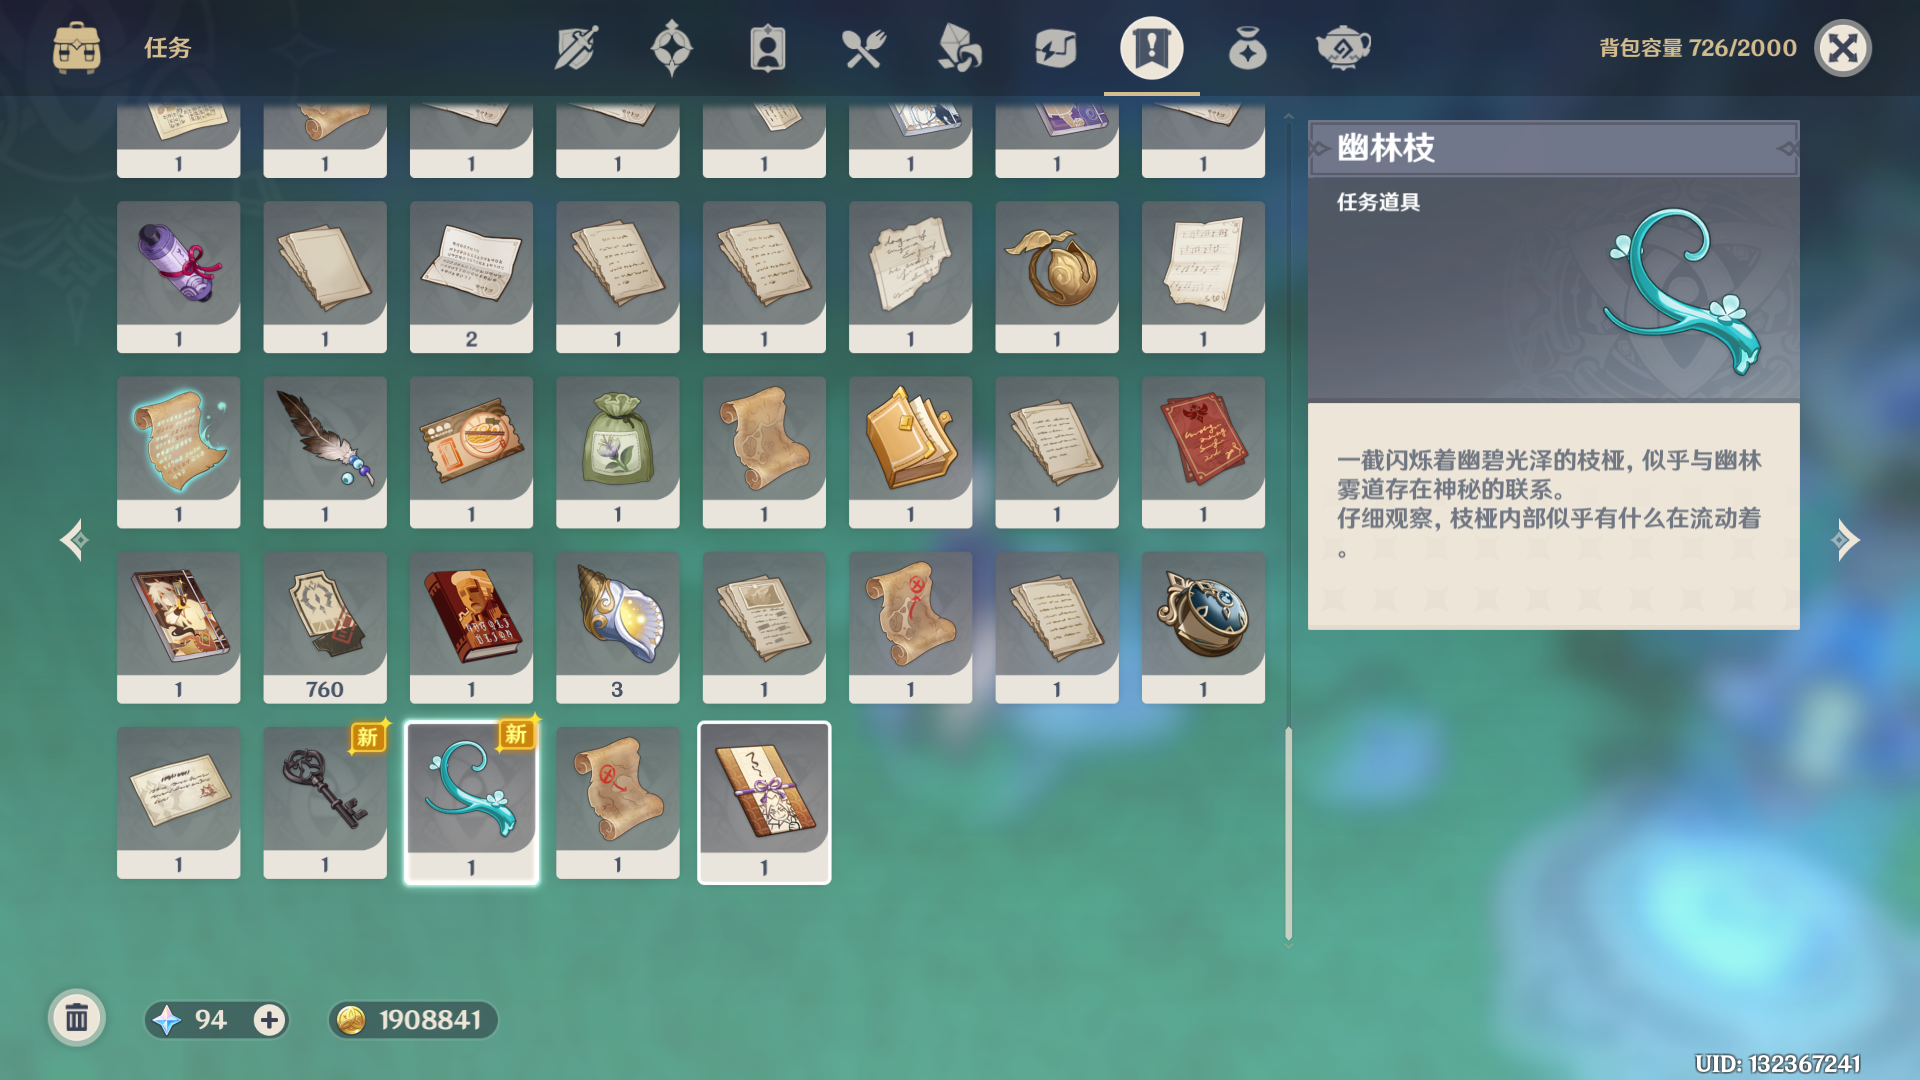 任务
背包容量 726/2000
1 1 1 1 1 1 1 1
1 1 2 1 1 1 1 1
1 1 1 1 1 1 1 1
1 760 1 3 1 1 1 1
新 新
1 1 1 1 1
幽林枝
任务道具
一截闪烁着幽碧光泽的枝桠, 似乎与幽林
雾道存在神秘的联系。
仔细观察, 枝桠内部似乎有什么在流动着
。
94
1908841
UID: 132367241